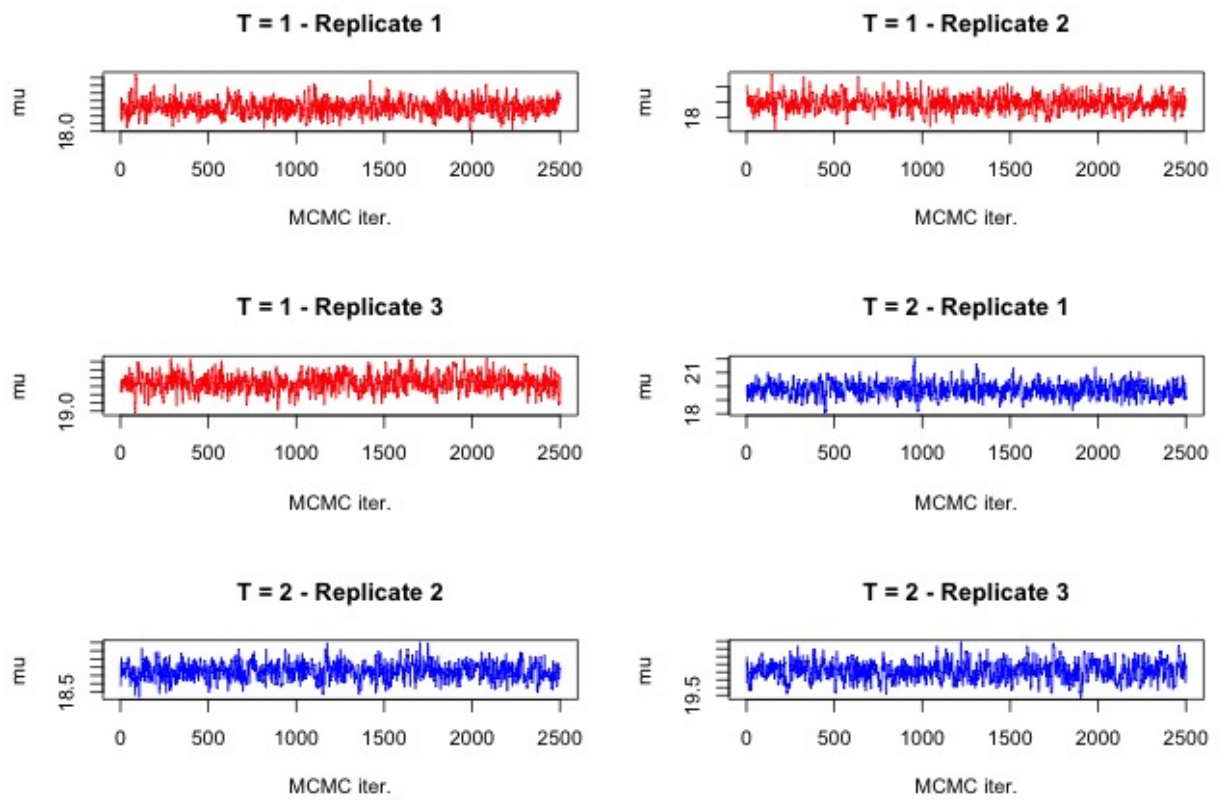 T = 1 - Replicate 1
mu
18.0
0 500 1000 1500 2000 2500
MCMC iter.
T = 1 - Replicate 2
mu
18
0 500 1000 1500 2000 2500
MCMC iter.
T = 1 - Replicate 3
mu
19.0
0 500 1000 1500 2000 2500
MCMC iter.
T = 2 - Replicate 1
mu
18 21
0 500 1000 1500 2000 2500
MCMC iter.
T = 2 - Replicate 2
mu
18.5
0 500 1000 1500 2000 2500
MCMC iter.
T = 2 - Replicate 3
mu
19.5
0 500 1000 1500 2000 2500
MCMC iter.